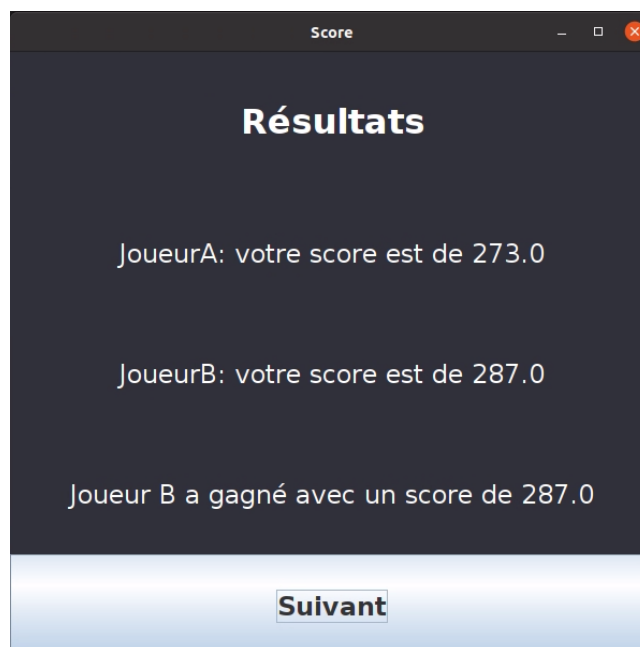 Score
Résultats
JoueurA: votre score est de 273.0
JoueurB: votre score est de 287.0
Joueur B a gagné avec un score de 287.0
Suivant